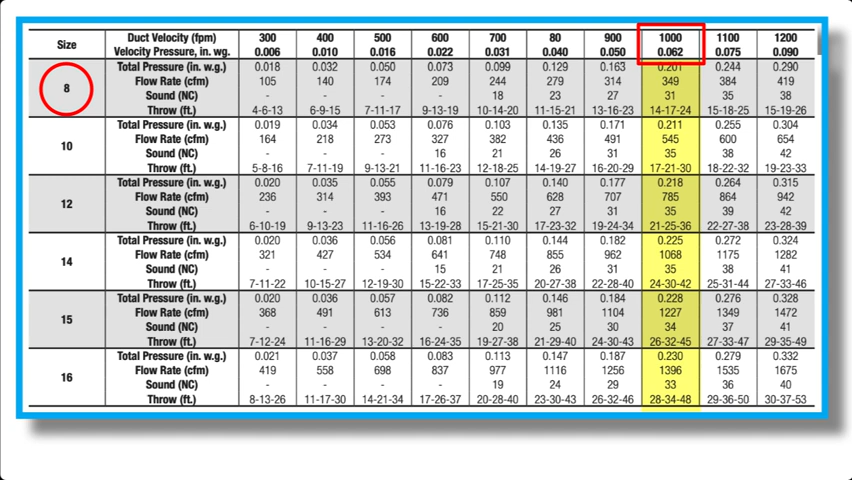 Size Duct Velocity (fpm) 300 400 500 600 700 80 900 1000 1100 1200
Velocity Pressure, in. wg. 0.006 0.010 0.016 0.022 0.031 0.040 0.050 0.062 0.075 0.090
Total Pressure (in. w.g.) 0.018 0.032 0.050 0.073 0.099 0.129 0.163 0.201 0.244 0.290
8 Flow Rate (cfm) 105 140 174 209 244 279 314 349 384 419
Sound (NC) - - - - 18 23 27 31 35 38
Throw (ft.) 4-6-13 6-9-15 7-11-17 9-13-19 10-14-20 11-15-21 13-16-23 14-17-24 15-18-25 15-19-26
Total Pressure (in. w.g.) 0.019 0.034 0.053 0.076 0.103 0.135 0.171 0.211 0.255 0.304
10 Flow Rate (cfm) 164 218 273 327 382 436 491 545 600 654
Sound (NC) - - - 16 21 26 31 35 38 42
Throw (ft.) 5-8-16 7-11-19 9-13-21 11-16-23 12-18-25 14-19-27 16-20-29 17-21-30 18-22-32 19-23-33
Total Pressure (in. w.g.) 0.020 0.035 0.055 0.079 0.107 0.140 0.177 0.218 0.264 0.315
12 Flow Rate (cfm) 236 314 393 471 550 628 707 785 864 942
Sound (NC) - - - 16 22 27 31 35 39 42
Throw (ft.) 6-10-19 9-13-23 11-16-26 13-19-28 15-21-30 17-23-32 19-24-34 21-25-36 22-27-38 23-28-39
Total Pressure (in. w.g.) 0.020 0.036 0.056 0.081 0.110 0.144 0.182 0.225 0.272 0.324
14 Flow Rate (cfm) 321 427 534 641 748 855 962 1068 1175 1282
Sound (NC) - - - 15 21 26 31 35 38 41
Throw (ft.) 7-11-22 10-15-27 12-19-30 15-22-33 17-25-35 20-27-38 22-28-40 24-30-42 25-31-44 27-33-46
Total Pressure (in. w.g.) 0.020 0.036 0.057 0.082 0.112 0.146 0.184 0.228 0.276 0.328
15 Flow Rate (cfm) 368 491 613 736 859 981 1104 1227 1349 1472
Sound (NC) - - - - 20 25 30 34 37 41
Throw (ft.) 7-12-24 11-16-29 13-20-32 16-24-35 19-27-38 21-29-40 24-30-43 26-32-45 27-33-47 29-35-49
Total Pressure (in. w.g.) 0.021 0.037 0.058 0.083 0.113 0.147 0.187 0.230 0.279 0.332
16 Flow Rate (cfm) 419 558 698 837 977 1116 1256 1396 1535 1675
Sound (NC) - - - - 19 24 29 33 36 40
Throw (ft.) 8-13-26 11-17-30 14-21-34 17-26-37 20-28-40 23-30-43 26-32-46 28-34-48 29-36-50 30-37-53